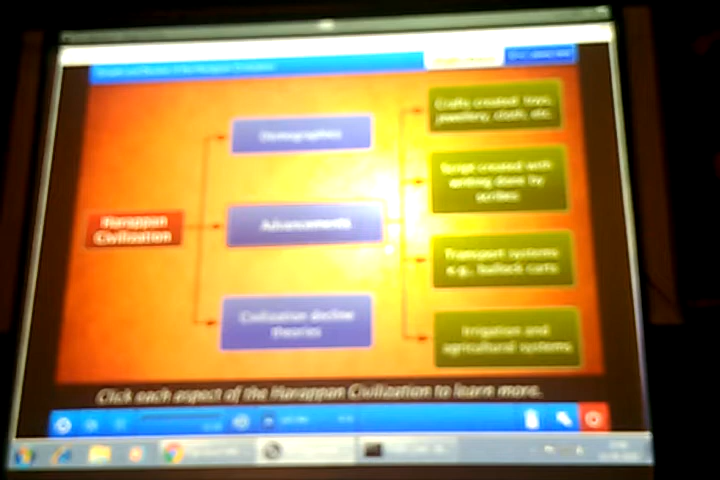 Harappan
Civilization
Demographics
Advancements
Civilization decline
theories
Crafts created toys,
jewellery, cloth, etc.
Script created with
writing done by
scribes
Transport systems
e.g., bullock carts
Irrigation and
agricultural systems
Click each aspect of the Harappan Civilization to learn more.